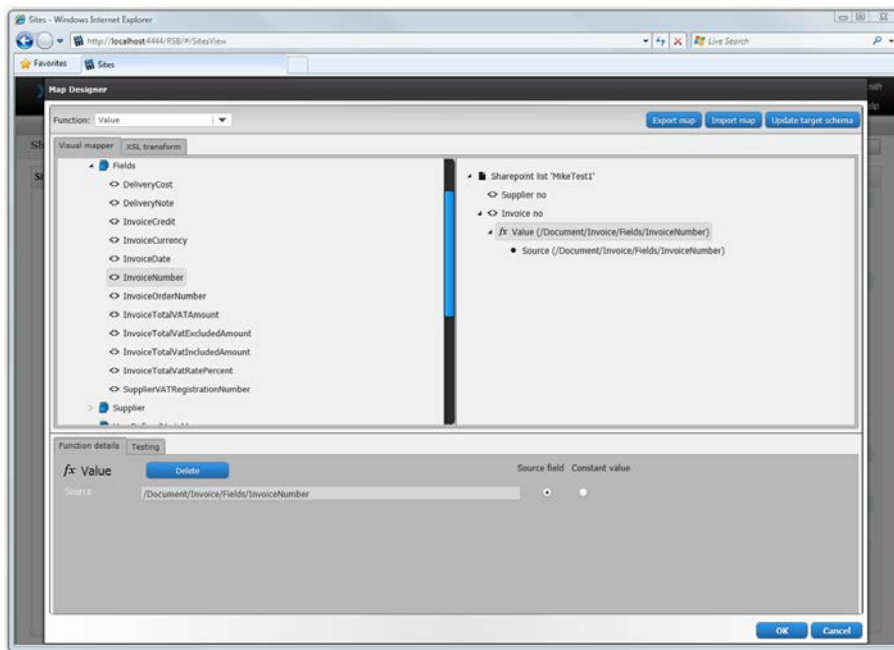 Sites - Windows Internet Explorer
http://localhost:4444/RSB/#/SitesView
Live Search
Favorites
Sites
Map Designer
Function: Value
Export map
Import map
Update target schema
Visual mapper
XSL transform
Fields
DeliveryCost
DeliveryNote
InvoiceCredit
InvoiceCurrency
InvoiceDate
InvoiceNumber
InvoiceOrderNumber
InvoiceTotalVATAmount
InvoiceTotalVatExcludedAmount
InvoiceTotalVatIncludedAmount
InvoiceTotalVatRatePercent
SupplierVATRegistrationNumber
Supplier
Sharepoint list 'MikeTest1'
Supplier no
Invoice no
fx Value (/Document/Invoice/Fields/InvoiceNumber)
Source (/Document/Invoice/Fields/InvoiceNumber)
Function details
Testing
fx Value
Delete
Source field
Constant value
Source
/Document/Invoice/Fields/InvoiceNumber
OK
Cancel